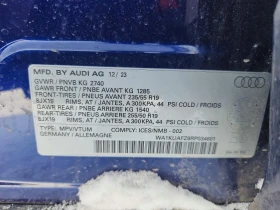 MFD. BY AUDI AG 12 / 23
GVWR / PNVB KG 2740
GAWR FRONT / PNBE AVANT KG 1285
FRONT-TIRES / PNEUS AVANT 235/55 R19
8JX19 RIMS, AT / JANTES, A 300KPA, 44 PSI COLD / FROIDS
GAWR REAR / PNBE ARRIERE KG 1540
REAR-TIRES / PNEUS ARRIERE 255/50 R19
8JX19 RIMS, AT / JANTES, A 300KPA, 44 PSI COLD / FROIDS
TYPE: MPV/VTUM COMPLY: ICES/NMB - 002
GERMANY / ALLEMAGNE